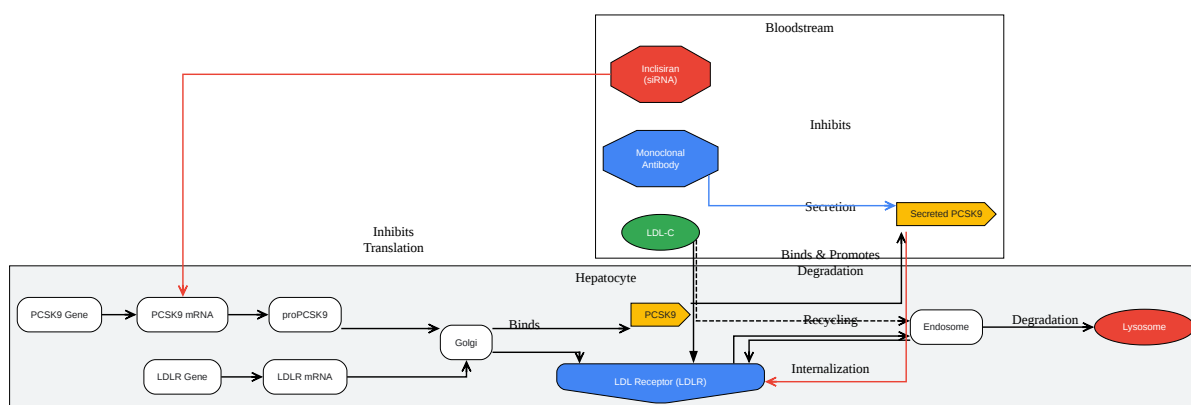 Bloodstream
Inclisiran
(siRNA)
Inhibits
Monoclonal
Antibody
Secretion
Secreted PCSK9
LDL-C
Inhibits
Translation
Binds & Promotes
Degradation
Hepatocyte
PCSK9 Gene
PCSK9 mRNA
proPCSK9
Golgi
Binds
PCSK9
Recycling
Endosome
Degradation
Lysosome
LDLR Gene
LDLR mRNA
LDL Receptor (LDLR)
Internalization